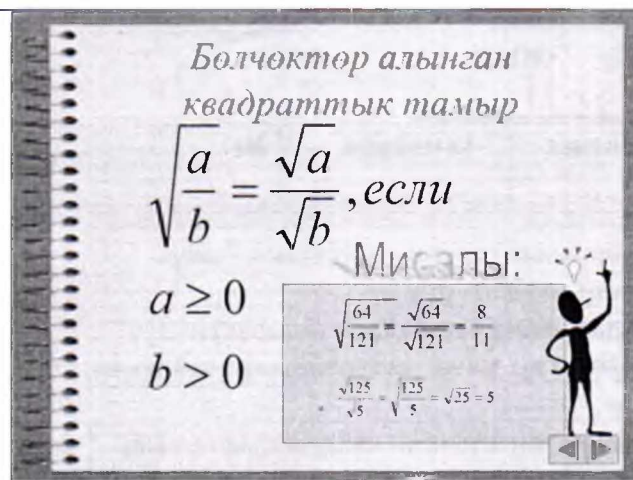 Бөлчөктөр алынган
квадраттык тамыр
√(a/b) = √a/√b, если
a ≥ 0
b > 0
Мисалы:
√(64/121) = √64/√121 = 8/11
√125/√5 = √(125/5) = √25 = 5